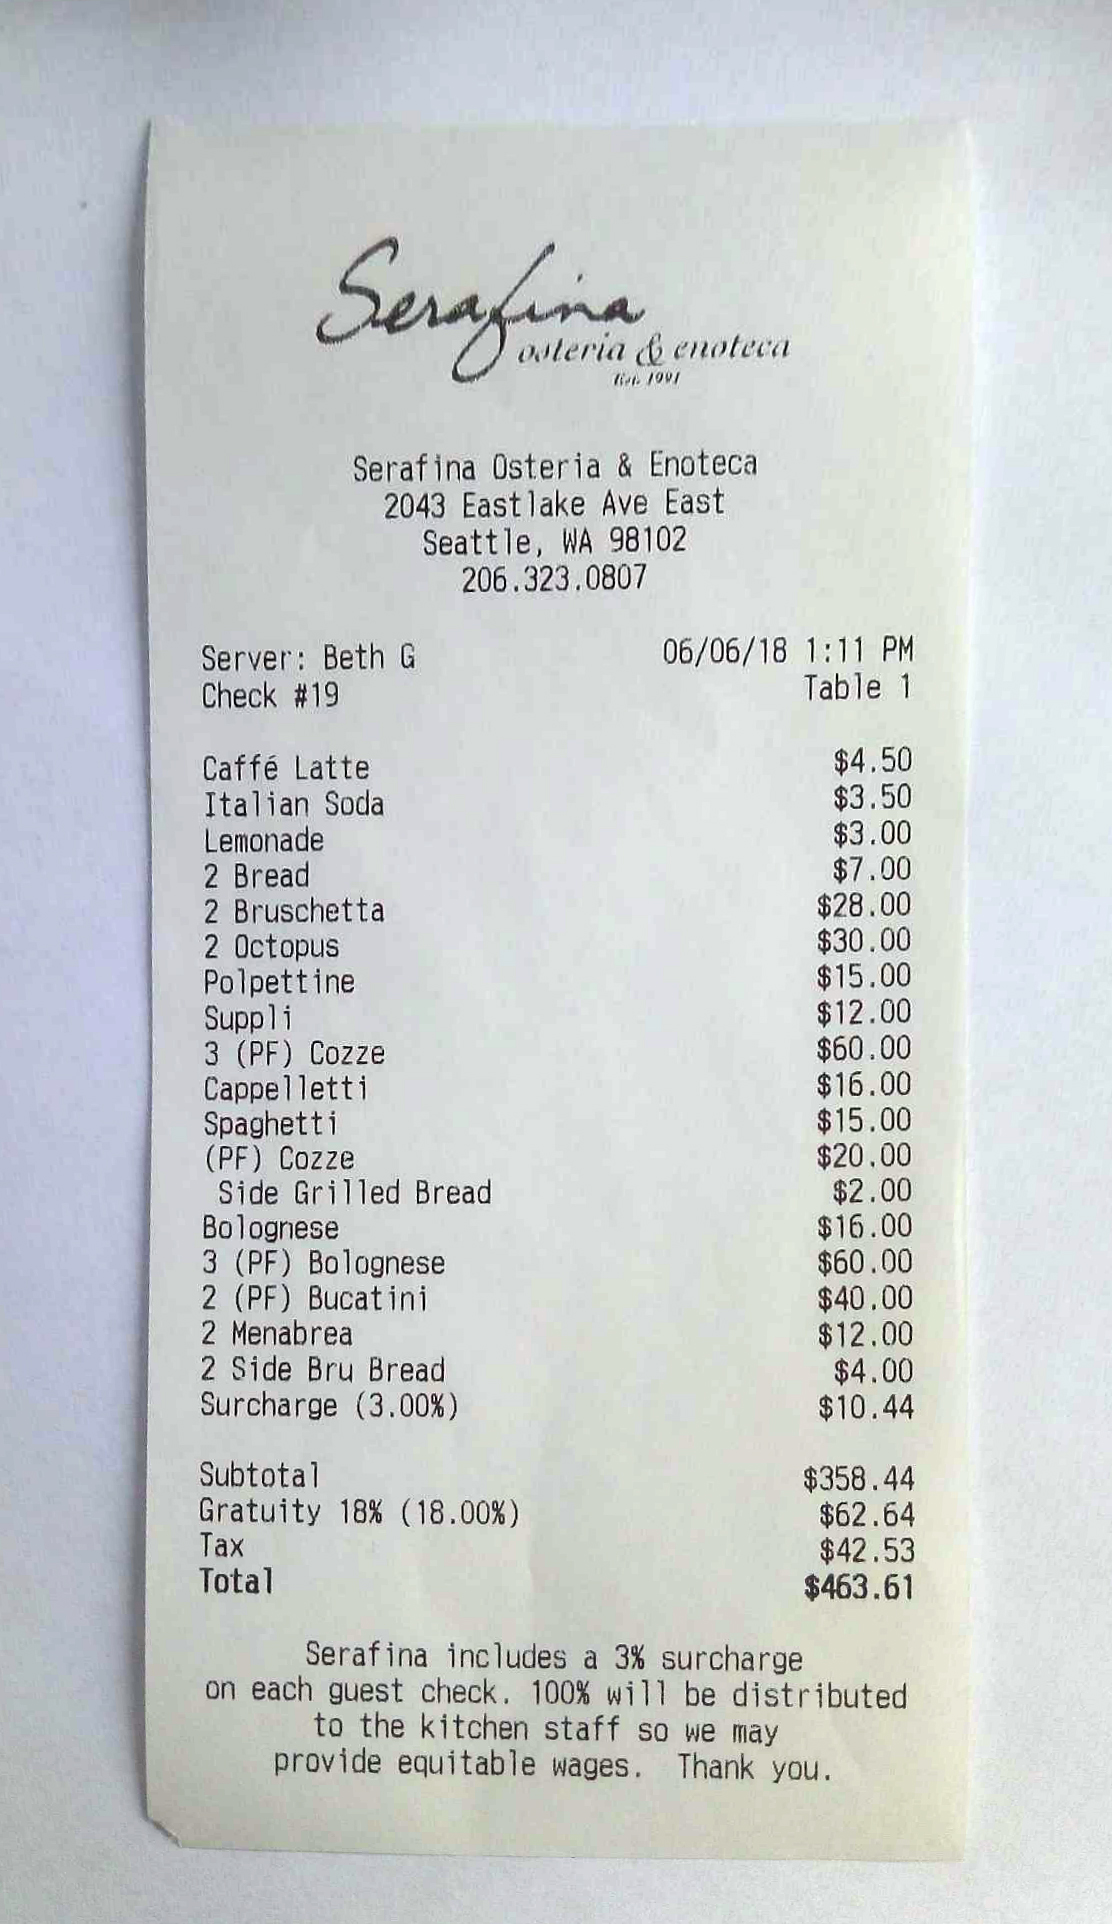 Serafina
osteria & enoteca
Est. 1991
Serafina Osteria & Enoteca
2043 Eastlake Ave East
Seattle, WA 98102
206.323.0807
Server: Beth G 06/06/18 1:11 PM
Check #19 Table 1
Caffé Latte $4.50
Italian Soda $3.50
Lemonade $3.00
2 Bread $7.00
2 Bruschetta $28.00
2 Octopus $30.00
Polpettine $15.00
Suppli $12.00
3 (PF) Cozze $60.00
Cappelletti $16.00
Spaghetti $15.00
(PF) Cozze $20.00
Side Grilled Bread $2.00
Bolognese $16.00
3 (PF) Bolognese $60.00
2 (PF) Bucatini $40.00
2 Menabrea $12.00
2 Side Bru Bread $4.00
Surcharge (3.00%) $10.44
Subtotal $358.44
Gratuity 18% (18.00%) $62.64
Tax $42.53
Total $463.61
Serafina includes a 3% surcharge
on each guest check. 100% will be distributed
to the kitchen staff so we may
provide equitable wages. Thank you.